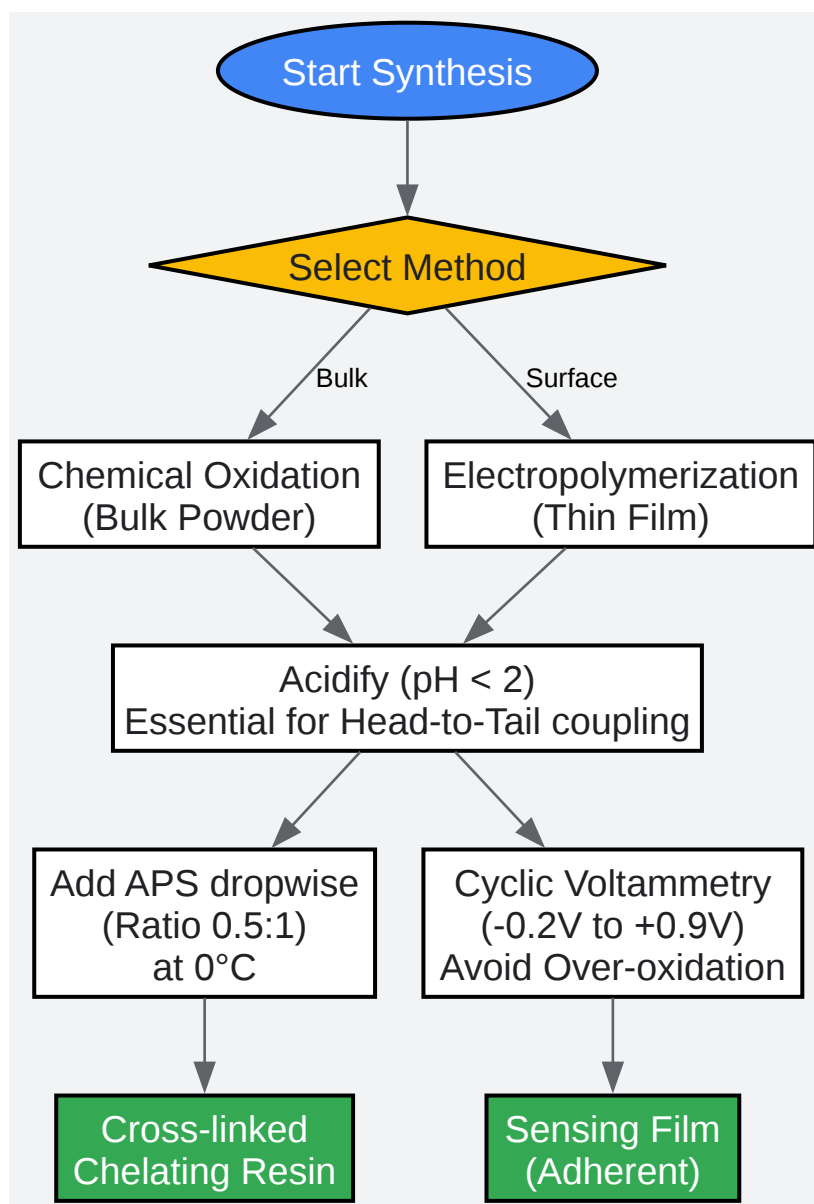 Start Synthesis
Select Method
Bulk
Surface
Chemical Oxidation
(Bulk Powder)
Electropolymerization
(Thin Film)
Acidify (pH < 2)
Essential for Head-to-Tail coupling
Add APS dropwise
(Ratio 0.5:1)
at 0°C
Cyclic Voltammetry
(-0.2V to +0.9V)
Avoid Over-oxidation
Cross-linked
Chelating Resin
Sensing Film
(Adherent)